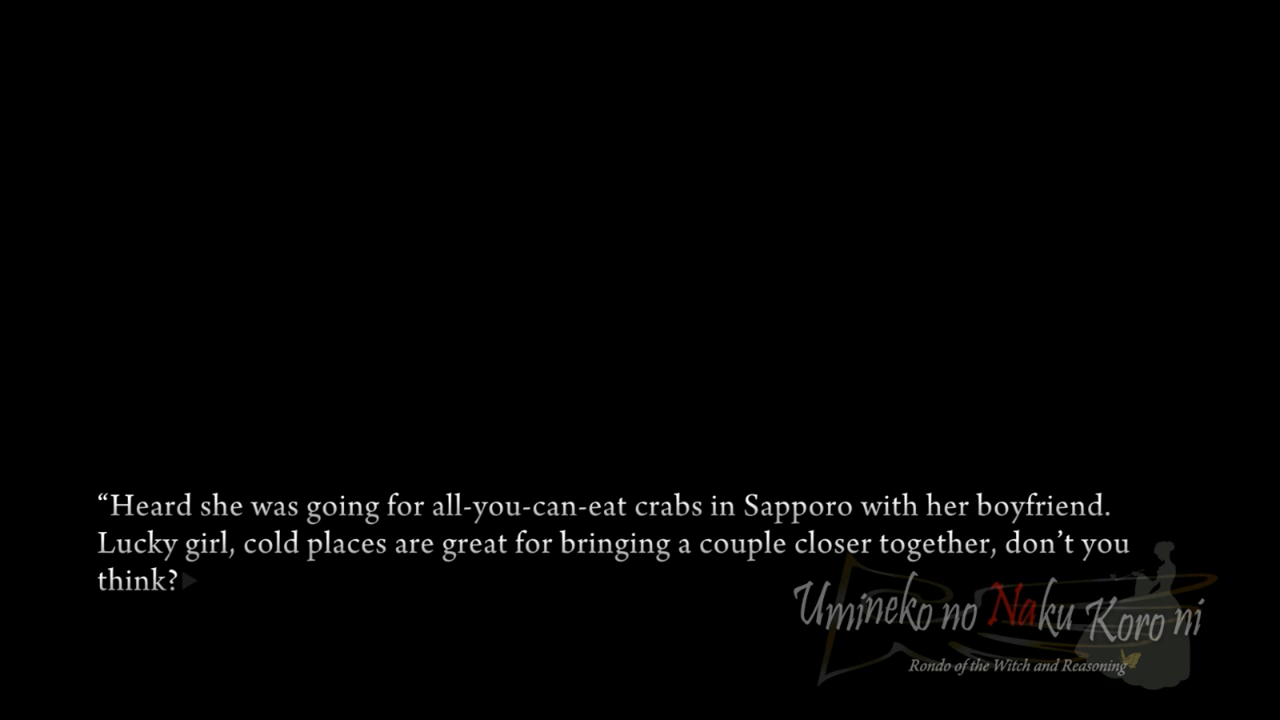 “Heard she was going for all-you-can-eat crabs in Sapporo with her boyfriend.
Lucky girl, cold places are great for bringing a couple closer together, don’t you
think?
Umineko no Naku Koro ni
Rondo of the Witch and Reasoning